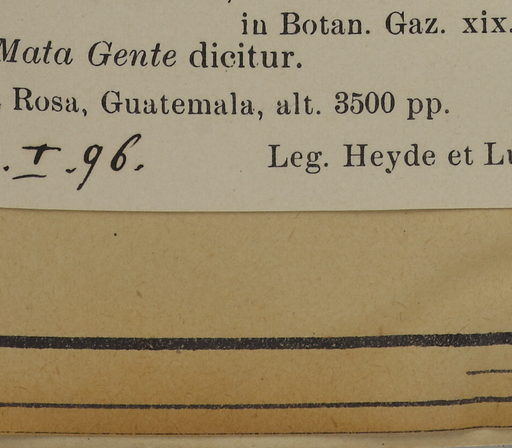 in Botan. Gaz. xix.
Mata Gente dicitur.
Rosa, Guatemala, alt. 3500 pp.
.I.96. Leg. Heyde et Lu